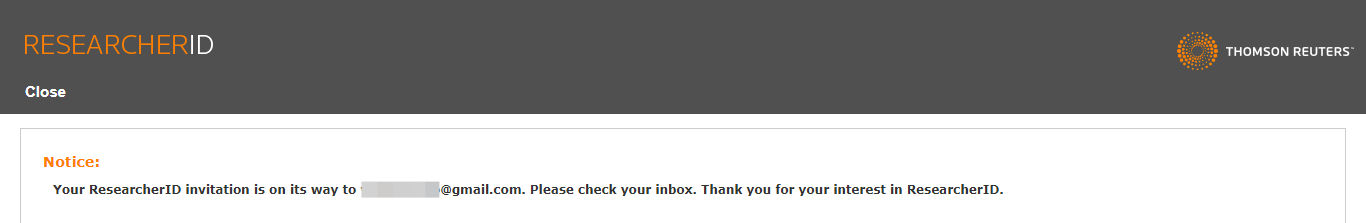 RESEARCHERID
THOMSON REUTERS™
Close
Notice:
Your ResearcherID invitation is on its way to @gmail.com. Please check your inbox. Thank you for your interest in ResearcherID.